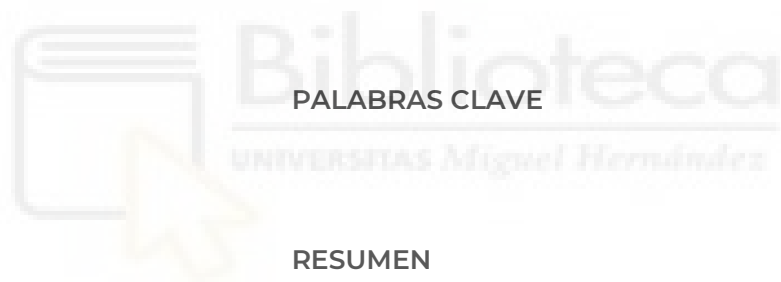 Biblioteca
PALABRAS CLAVE
UNIVERSITAS Miguel Hernández
RESUMEN